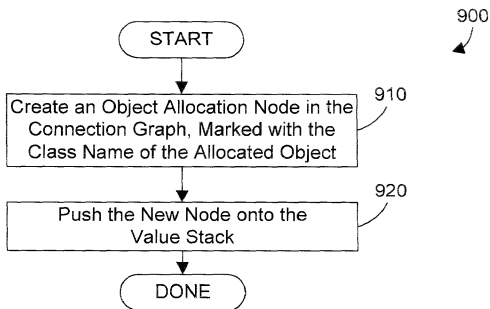 900
START
Create an Object Allocation Node in the
Connection Graph, Marked with the
Class Name of the Allocated Object
910
Push the New Node onto the
Value Stack
920
DONE